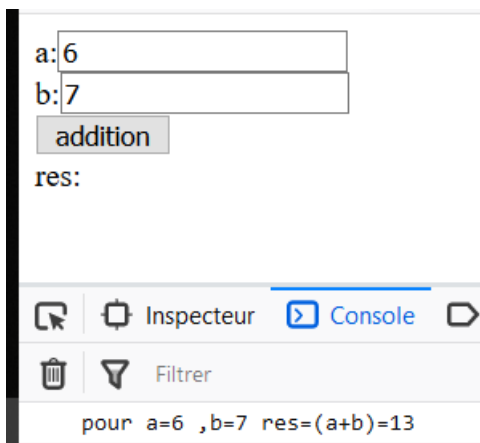 a:6
b:7
addition
res:
Inspecteur Console
Filtrer
pour a=6 ,b=7 res=(a+b)=13